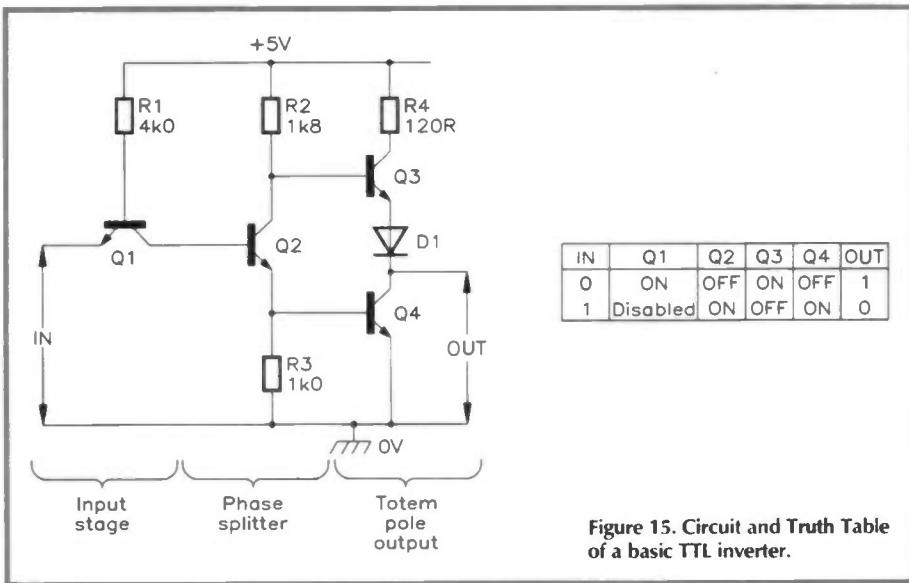 +5V
R1
4k0
R2
1k8
R4
120R
Q3
Q1
Q2
D1
Q4
IN
OUT
R3
1k0
0V
Input
stage
Phase
splitter
Totem
pole
output
IN Q1 Q2 Q3 Q4 OUT
0 ON OFF ON OFF 1
1 Disabled ON OFF ON 0
Figure 15. Circuit and Truth Table
of a basic TTL inverter.